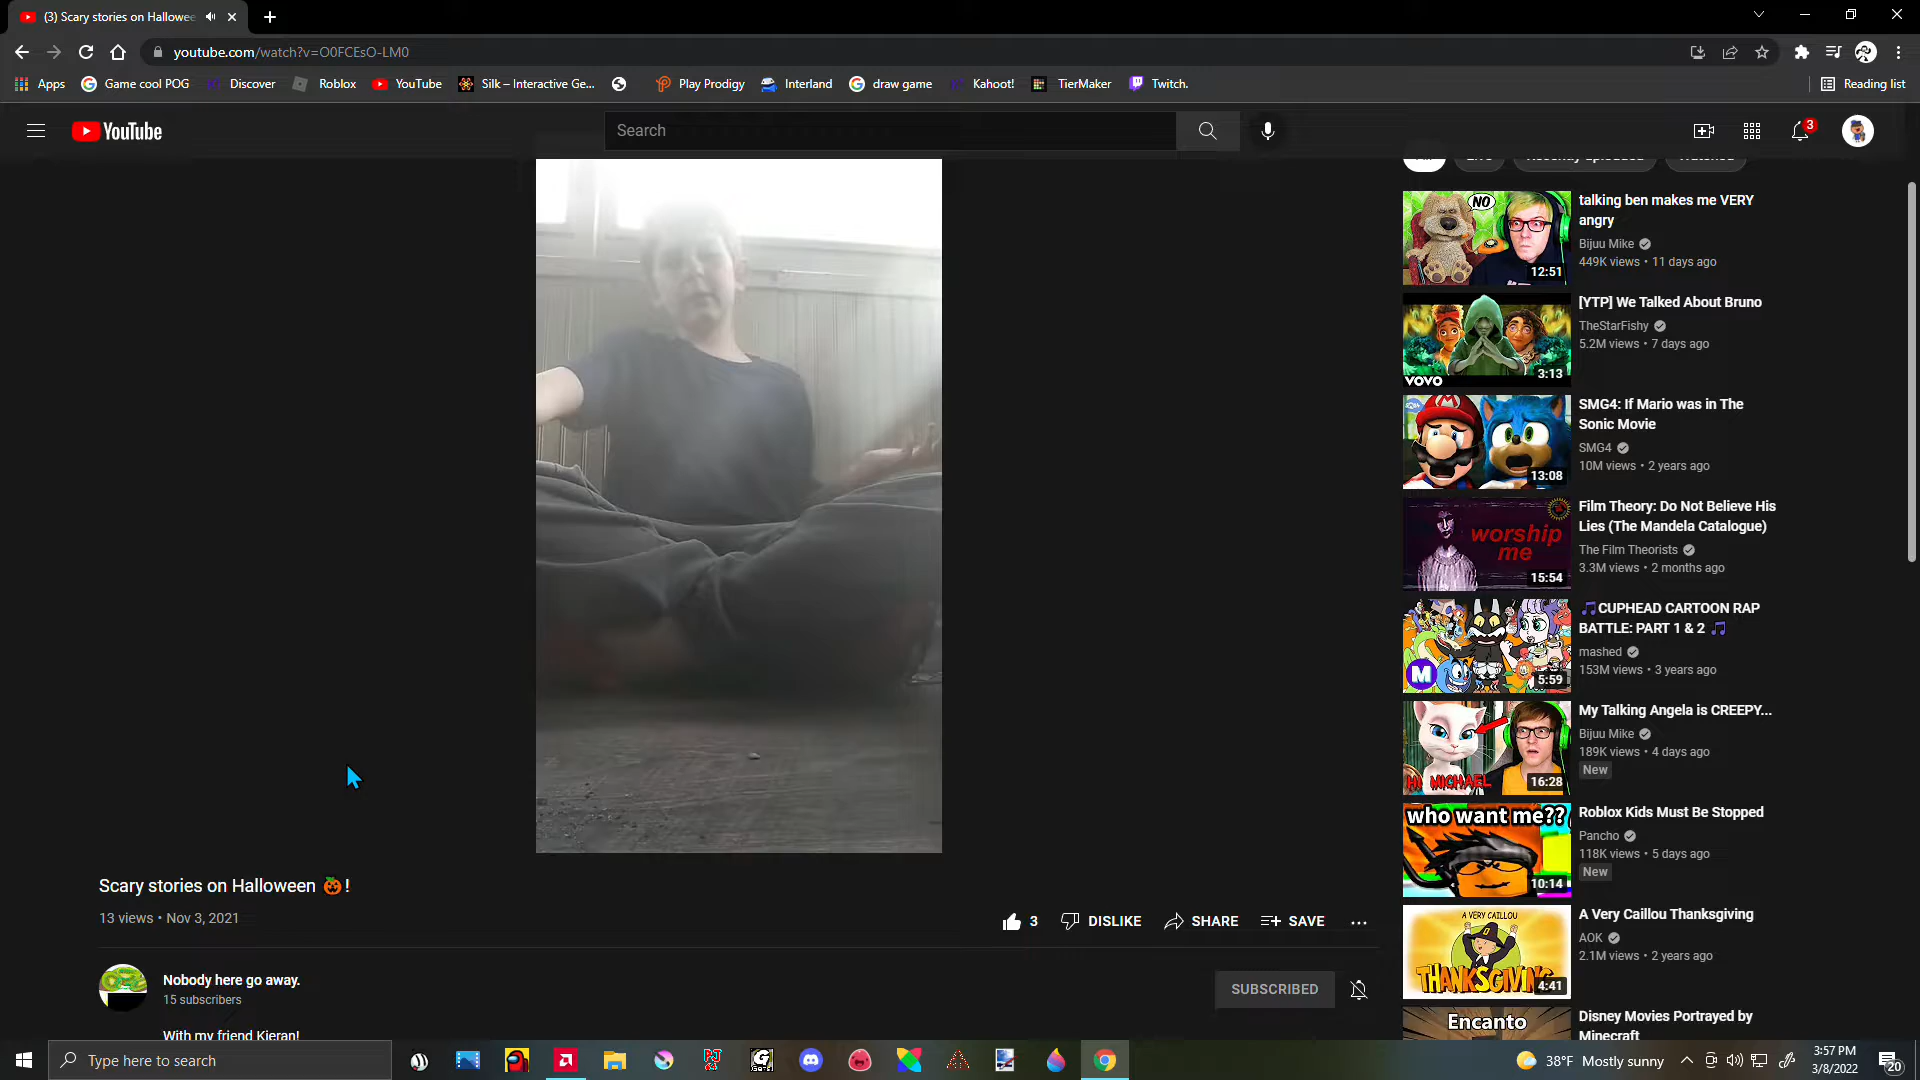 (3) Scary stories on Hallowee
youtube.com/watch?v=O0FCEsO-LM0
Apps
Game cool POG
Discover
Roblox
YouTube
Silk – Interactive Ge...
Play Prodigy
Interland
draw game
Kahoot!
TierMaker
Twitch.
Reading list
YouTube
Search
3
Recently uploaded
Watched
NO
12:51
talking ben makes me VERY
angry
Bijuu Mike
449K views • 11 days ago
VOVO
3:13
[YTP] We Talked About Bruno
TheStarFishy
5.2M views • 7 days ago
13:08
SMG4: If Mario was in The
Sonic Movie
SMG4
10M views • 2 years ago
worship
me
15:54
Film Theory: Do Not Believe His
Lies (The Mandela Catalogue)
The Film Theorists
3.3M views • 2 months ago
M
5:59
🎵CUPHEAD CARTOON RAP
BATTLE: PART 1 & 2 🎵
mashed
153M views • 3 years ago
HI MICHAEL
16:28
My Talking Angela is CREEPY...
Bijuu Mike
189K views • 4 days ago
New
who want me??
10:14
Roblox Kids Must Be Stopped
Pancho
118K views • 5 days ago
New
A VERY CAILLOU
THANKSGIVING
4:41
A Very Caillou Thanksgiving
AOK
2.1M views • 2 years ago
Encanto
Disney Movies Portrayed by
Minecraft
Scary stories on Halloween 🎃!
13 views • Nov 3, 2021
3
DISLIKE
SHARE
SAVE
Nobody here go away.
15 subscribers
SUBSCRIBED
With my friend Kieran!
Type here to search
38°F Mostly sunny
3:57 PM
3/8/2022
20